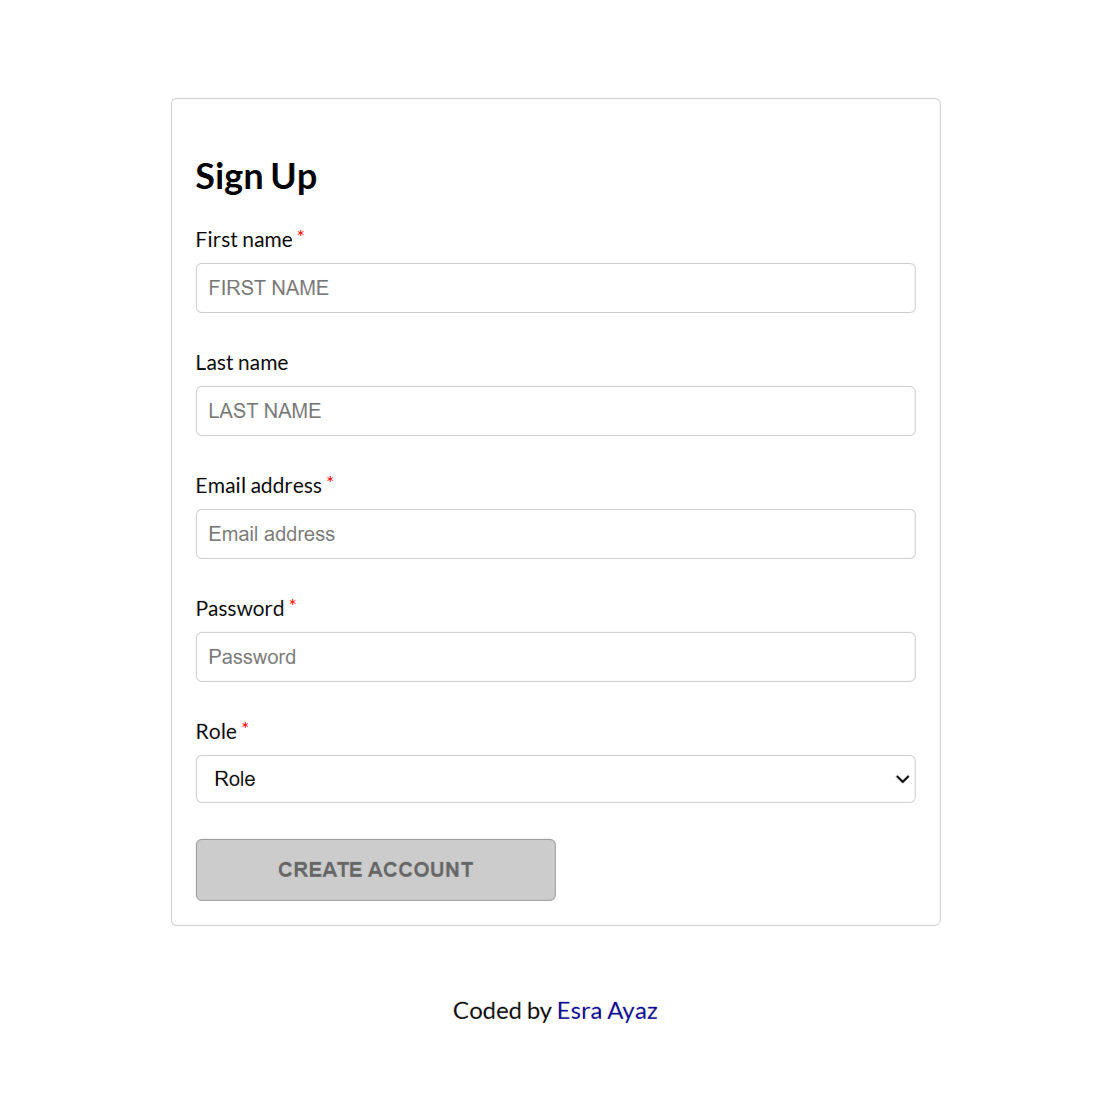 Sign Up
First name *
FIRST NAME
Last name
LAST NAME
Email address *
Email address
Password *
Password
Role *
Role
CREATE ACCOUNT
Coded by Esra Ayaz